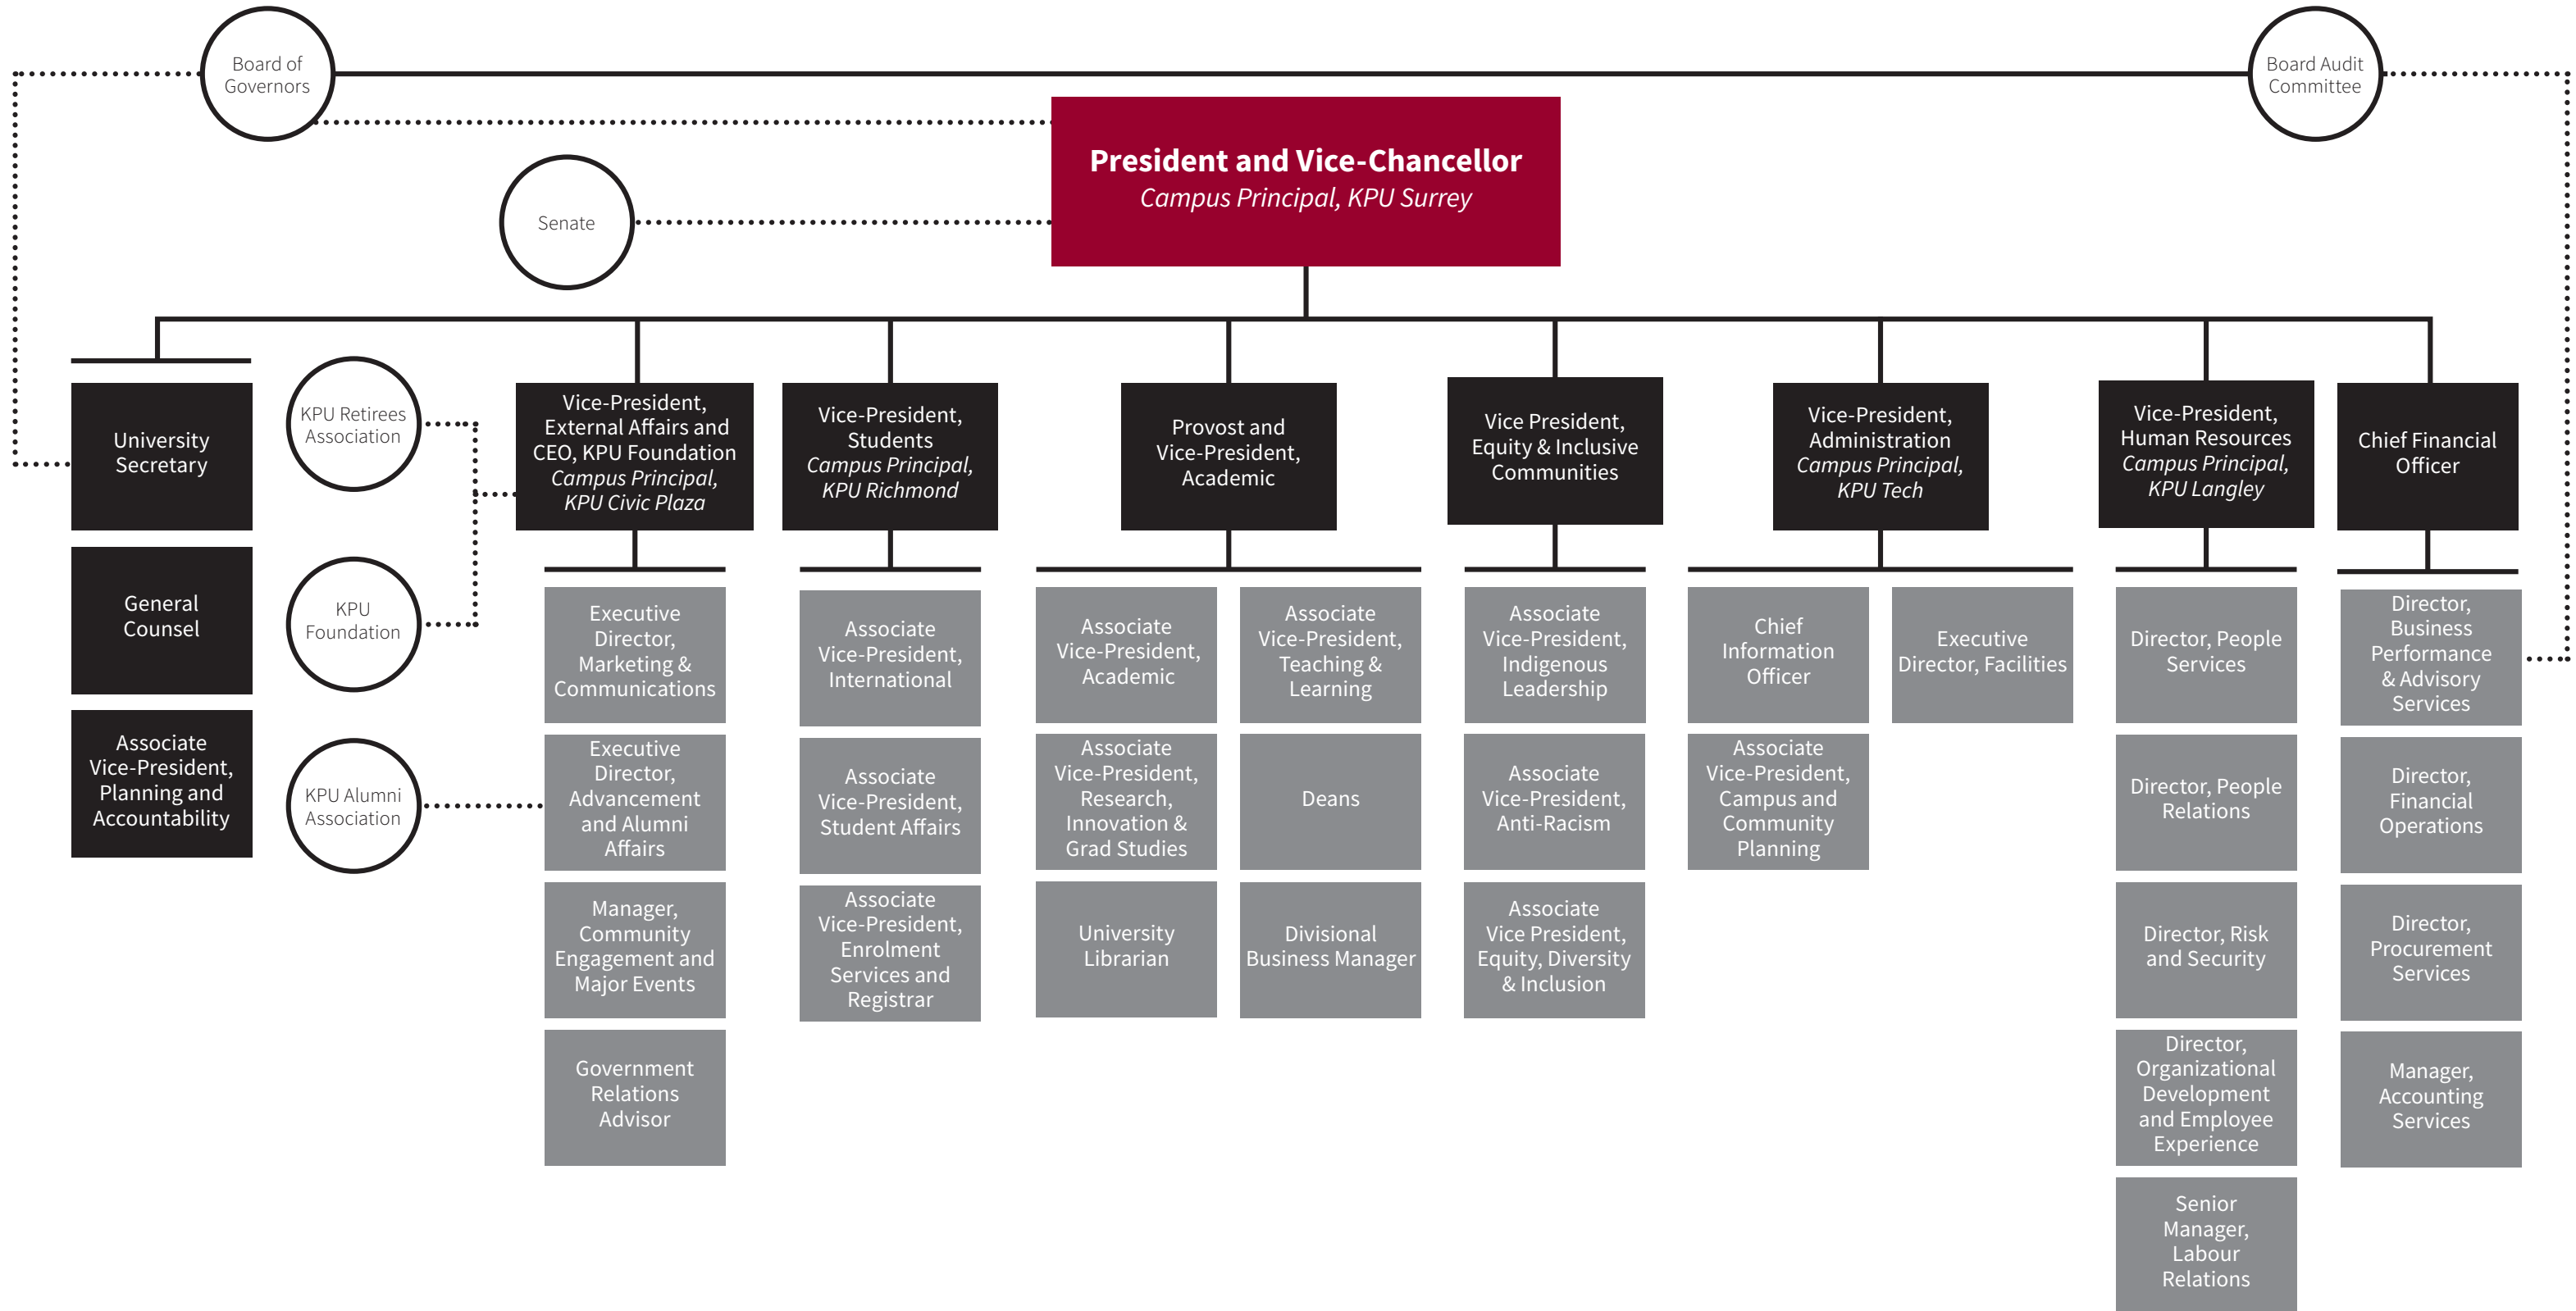 Board of
Governors
Board Audit
Committee
President and Vice-Chancellor
Campus Principal, KPU Surrey
Senate
University
Secretary
General
Counsel
Associate
Vice-President,
Planning and
Accountability
KPU Retirees
Association
KPU
Foundation
KPU Alumni
Association
Vice-President,
External Affairs and
CEO, KPU Foundation
Campus Principal,
KPU Civic Plaza
Executive
Director,
Marketing &
Communications
Executive
Director,
Advancement
and Alumni
Affairs
Manager,
Community
Engagement and
Major Events
Government
Relations
Advisor
Vice-President,
Students
Campus Principal,
KPU Richmond
Associate
Vice-President,
International
Associate
Vice-President,
Student Affairs
Associate
Vice-President,
Enrolment
Services and
Registrar
Provost and
Vice-President,
Academic
Associate
Vice-President,
Academic
Associate
Vice-President,
Teaching &
Learning
Associate
Vice-President,
Research,
Innovation &
Grad Studies
Deans
University
Librarian
Divisional
Business Manager
Vice President,
Equity & Inclusive
Communities
Associate
Vice-President,
Indigenous
Leadership
Associate
Vice-President,
Anti-Racism
Associate
Vice President,
Equity, Diversity
& Inclusion
Vice-President,
Administration
Campus Principal,
KPU Tech
Chief
Information
Officer
Executive
Director, Facilities
Associate
Vice-President,
Campus and
Community
Planning
Vice-President,
Human Resources
Campus Principal,
KPU Langley
Director, People
Services
Director, People
Relations
Director, Risk
and Security
Director,
Organizational
Development
and Employee
Experience
Senior
Manager,
Labour
Relations
Chief Financial
Officer
Director,
Business
Performance
& Advisory
Services
Director,
Financial
Operations
Director,
Procurement
Services
Manager,
Accounting
Services